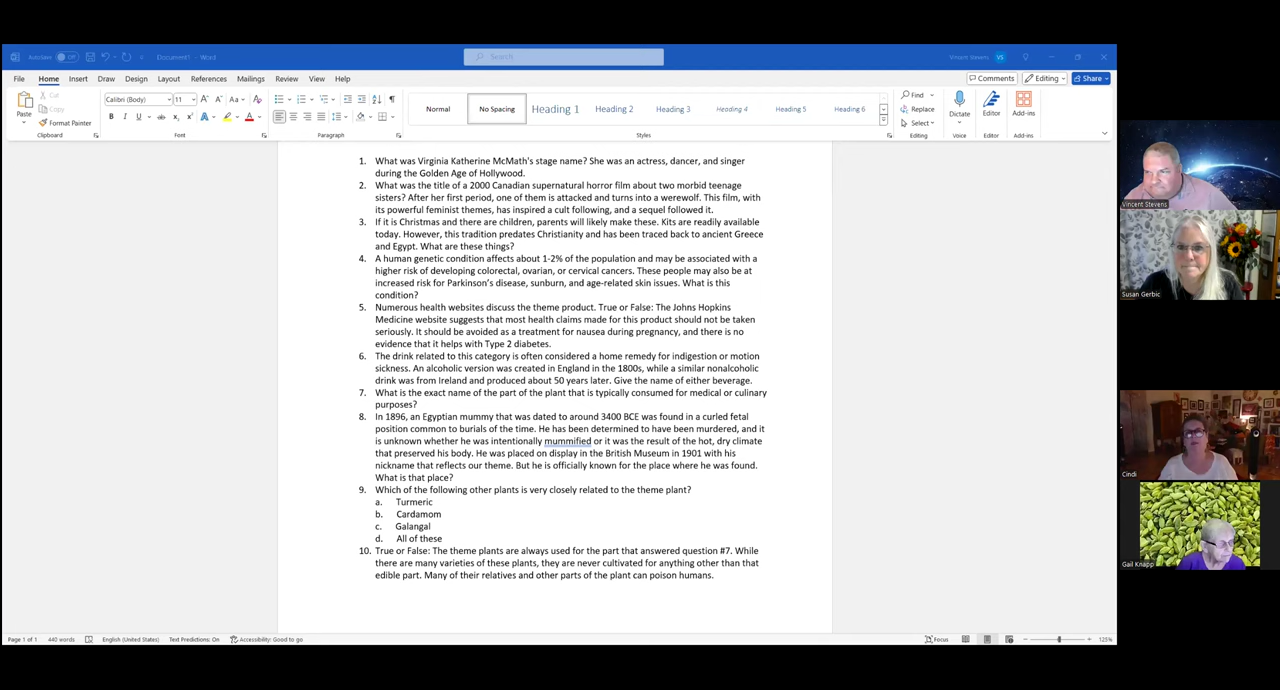 AutoSave Off Document1 - Word Search Vincent Stevens VS
File Home Insert Draw Design Layout References Mailings Review View Help Comments Editing Share
Paste Cut Copy Format Painter Calibri (Body) 11 Normal No Spacing Heading 1 Heading 2 Heading 3 Heading 4 Heading 5 Heading 6 Find Replace Select Dictate Editor Add-ins
Clipboard Font Paragraph Styles Editing Voice Editor Add-ins
1. What was Virginia Katherine McMath's stage name? She was an actress, dancer, and singer
during the Golden Age of Hollywood.
2. What was the title of a 2000 Canadian supernatural horror film about two morbid teenage
sisters? After her first period, one of them is attacked and turns into a werewolf. This film, with
its powerful feminist themes, has inspired a cult following, and a sequel followed it.
3. If it is Christmas and there are children, parents will likely make these. Kits are readily available
today. However, this tradition predates Christianity and has been traced back to ancient Greece
and Egypt. What are these things?
4. A human genetic condition affects about 1-2% of the population and may be associated with a
higher risk of developing colorectal, ovarian, or cervical cancers. These people may also be at
increased risk for Parkinson's disease, sunburn, and age-related skin issues. What is this
condition?
5. Numerous health websites discuss the theme product. True or False: The Johns Hopkins
Medicine website suggests that most health claims made for this product should not be taken
seriously. It should be avoided as a treatment for nausea during pregnancy, and there is no
evidence that it helps with Type 2 diabetes.
6. The drink related to this category is often considered a home remedy for indigestion or motion
sickness. An alcoholic version was created in England in the 1800s, while a similar nonalcoholic
drink was from Ireland and produced about 50 years later. Give the name of either beverage.
7. What is the exact name of the part of the plant that is typically consumed for medical or culinary
purposes?
8. In 1896, an Egyptian mummy that was dated to around 3400 BCE was found in a curled fetal
position common to burials of the time. He has been determined to have been murdered, and it
is unknown whether he was intentionally mummified or it was the result of the hot, dry climate
that preserved his body. He was placed on display in the British Museum in 1901 with his
nickname that reflects our theme. But he is officially known for the place where he was found.
What is that place?
9. Which of the following other plants is very closely related to the theme plant?
a. Turmeric
b. Cardamom
c. Galangal
d. All of these
10. True or False: The theme plants are always used for the part that answered question #7. While
there are many varieties of these plants, they are never cultivated for anything other than that
edible part. Many of their relatives and other parts of the plant can poison humans.
Page 1 of 1 440 words English (United States) Text Predictions: On Accessibility: Good to go Focus 125%
Vincent Stevens
Susan Gerbic
Cindi
Gail Knapp